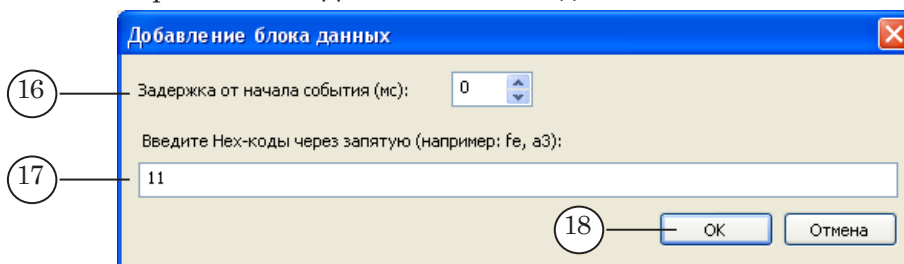 Добавление блока данных
16 Задержка от начала события (мс): 0
Введите Hex-коды через запятую (например: fe, a3):
17 11
18 OK Отмена